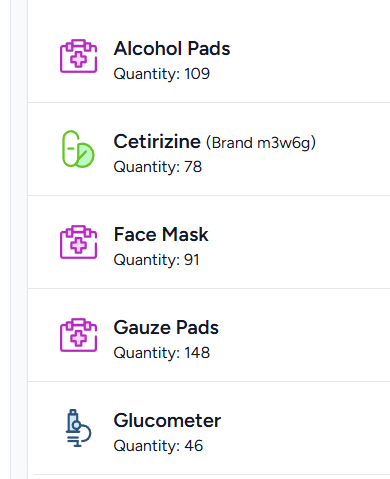 Alcohol Pads
Quantity: 109
Cetirizine (Brand m3w6g)
Quantity: 78
Face Mask
Quantity: 91
Gauze Pads
Quantity: 148
Glucometer
Quantity: 46